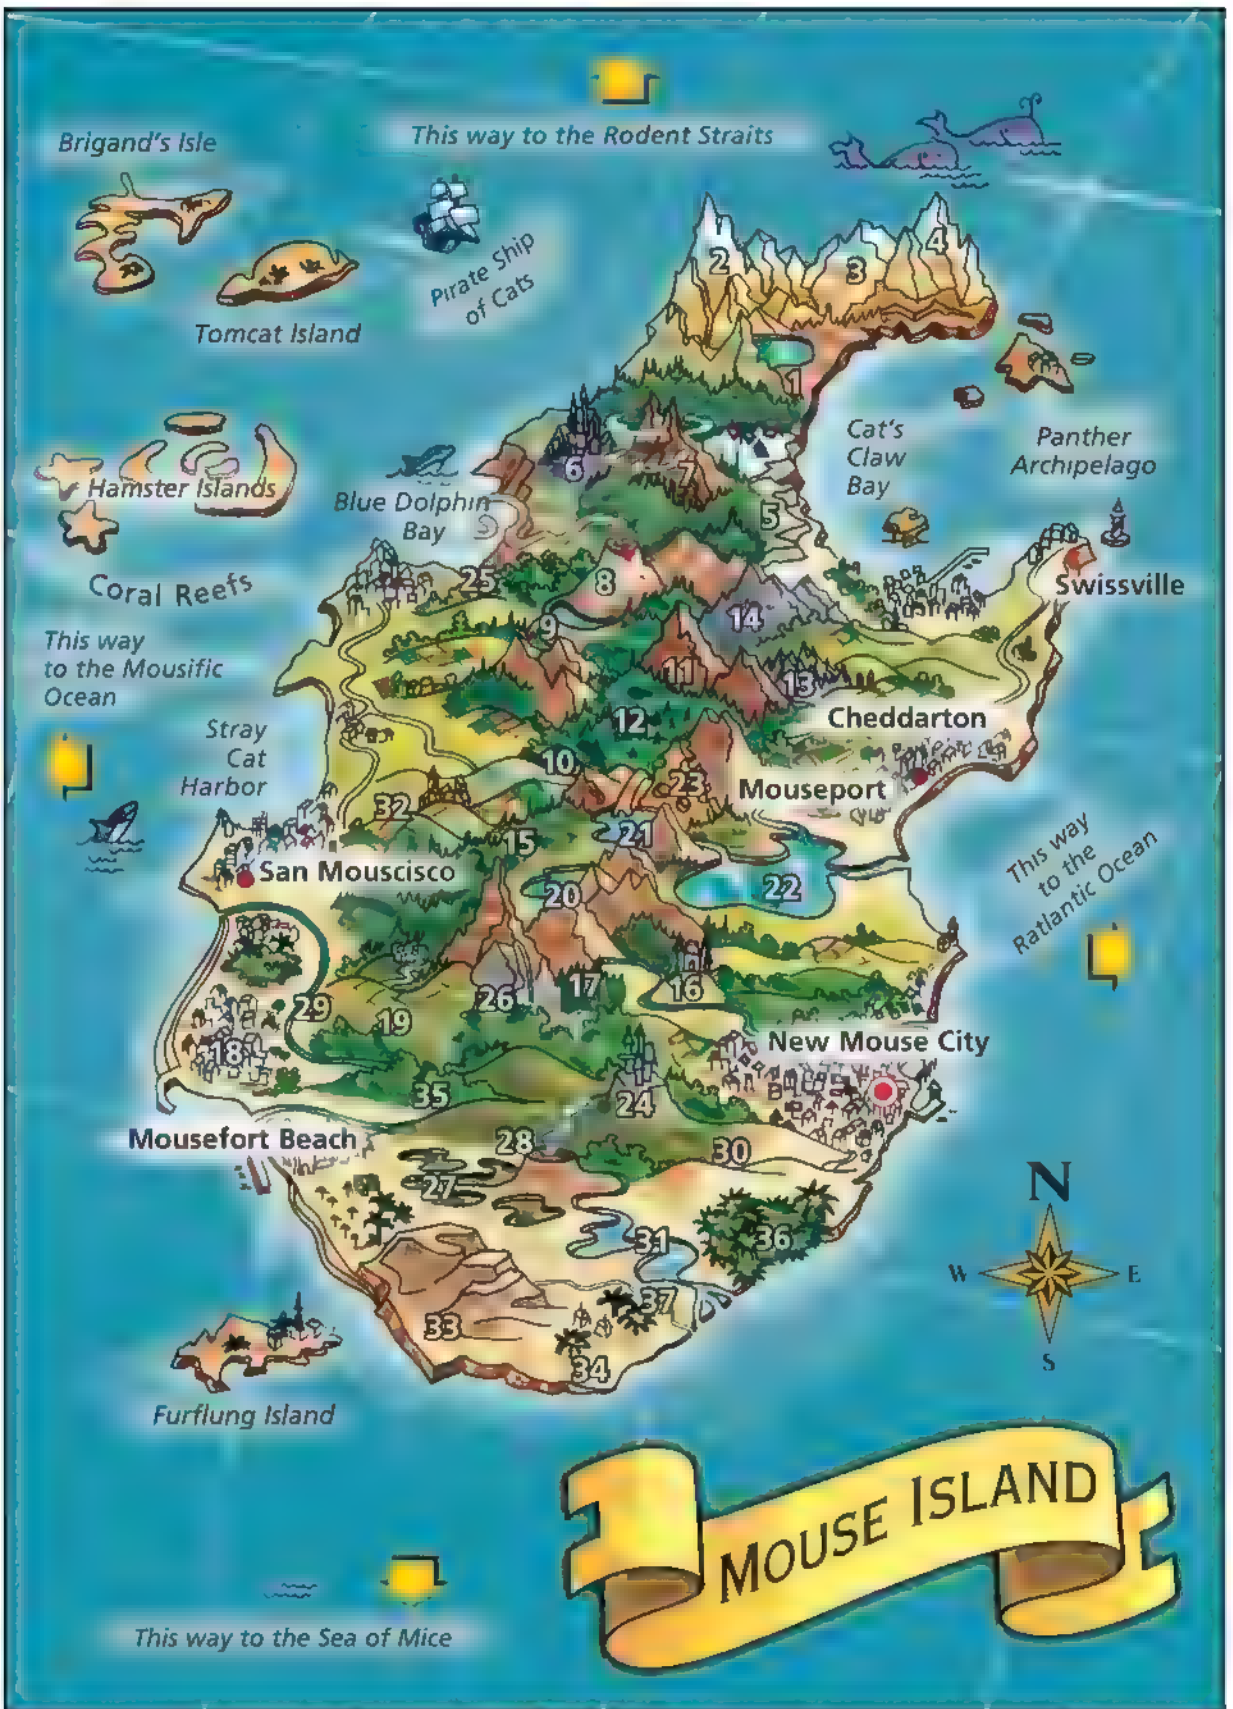 This way to the Rodent Straits
Brigand's Isle
Pirate Ship
of Cats
Tomcat Island
2
3
4
1
Cat's
Claw
Bay
Panther
Archipelago
Hamster Islands
Blue Dolphin
Bay
6
7
5
Coral Reefs
25
8
Swissville
This way
to the Mousific
Ocean
9
14
11
13
12
Cheddarton
Stray
Cat
Harbor
10
23
Mouseport
32
15
21
San Mouscisco
20
22
This way
to the
Ratlantic Ocean
29
19
26
17
16
18
New Mouse City
35
24
Mousefort Beach
28
30
27
31
36
N
W
E
S
37
33
34
Furflung Island
MOUSE ISLAND
This way to the Sea of Mice